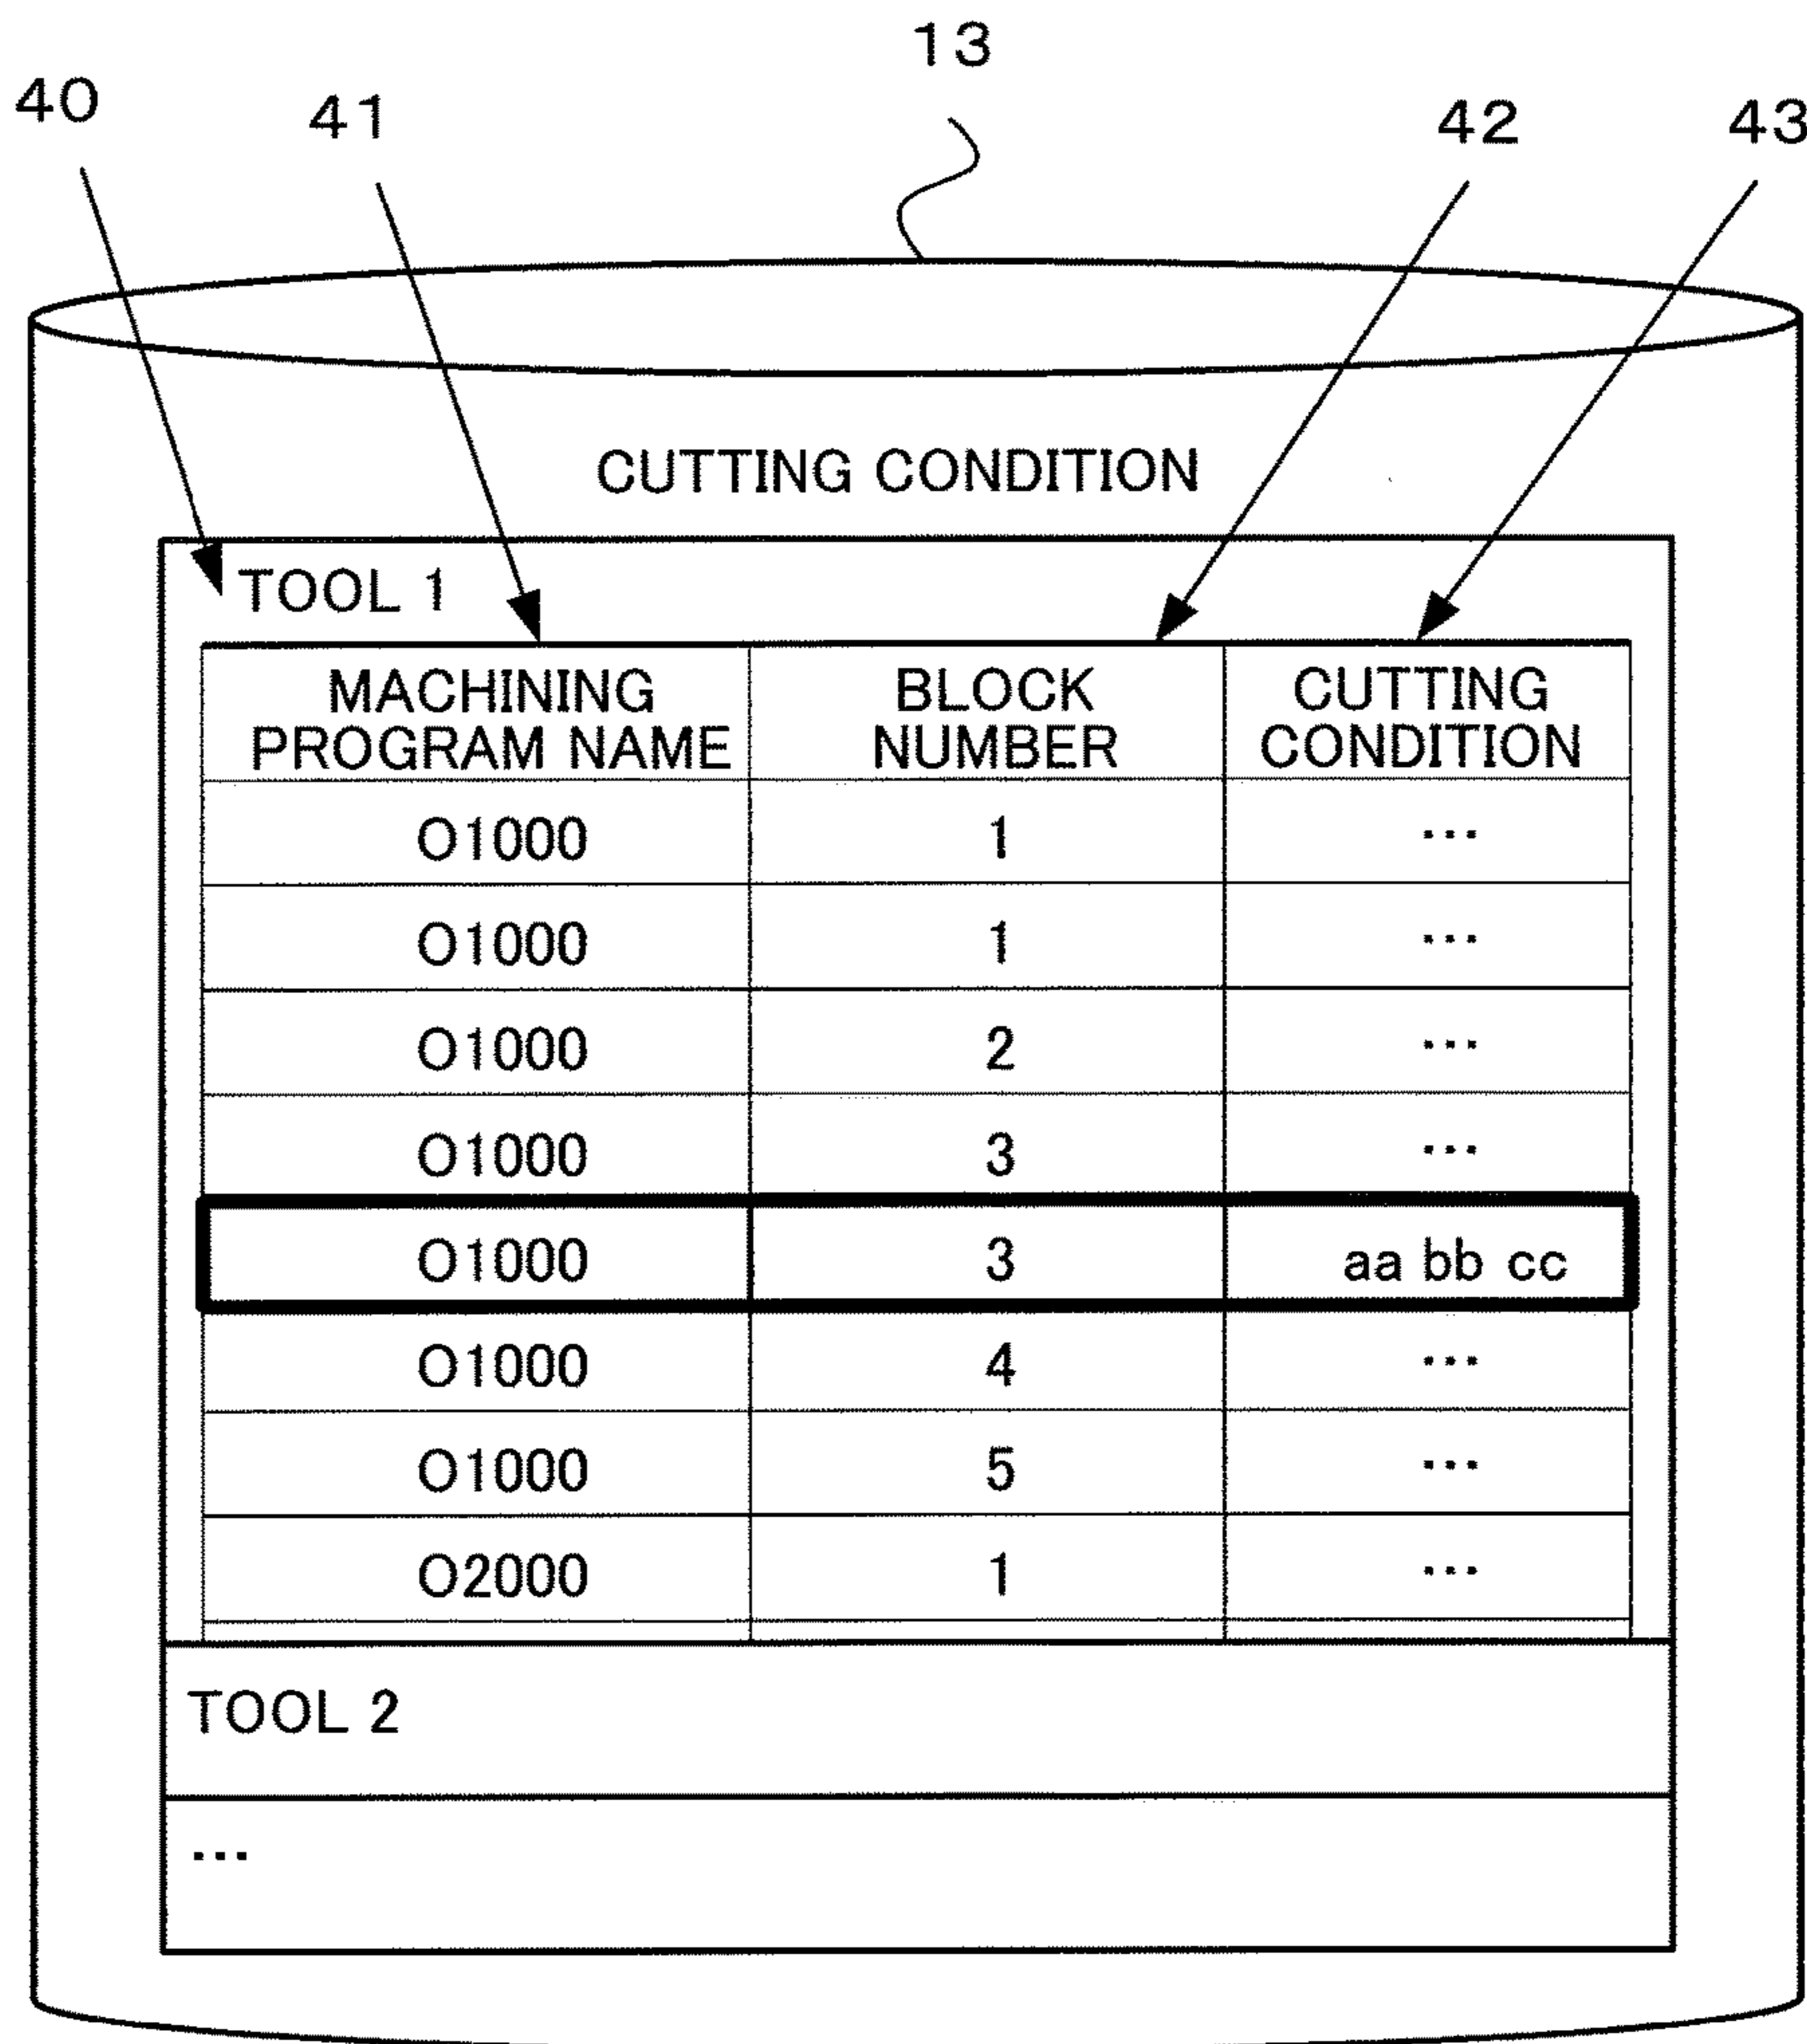 13
40 41 42 43
CUTTING CONDITION
TOOL 1
MACHINING PROGRAM NAME BLOCK NUMBER CUTTING CONDITION
O1000 1 ...
O1000 1 ...
O1000 2 ...
O1000 3 ...
O1000 3 aa bb cc
O1000 4 ...
O1000 5 ...
O2000 1 ...
TOOL 2
...